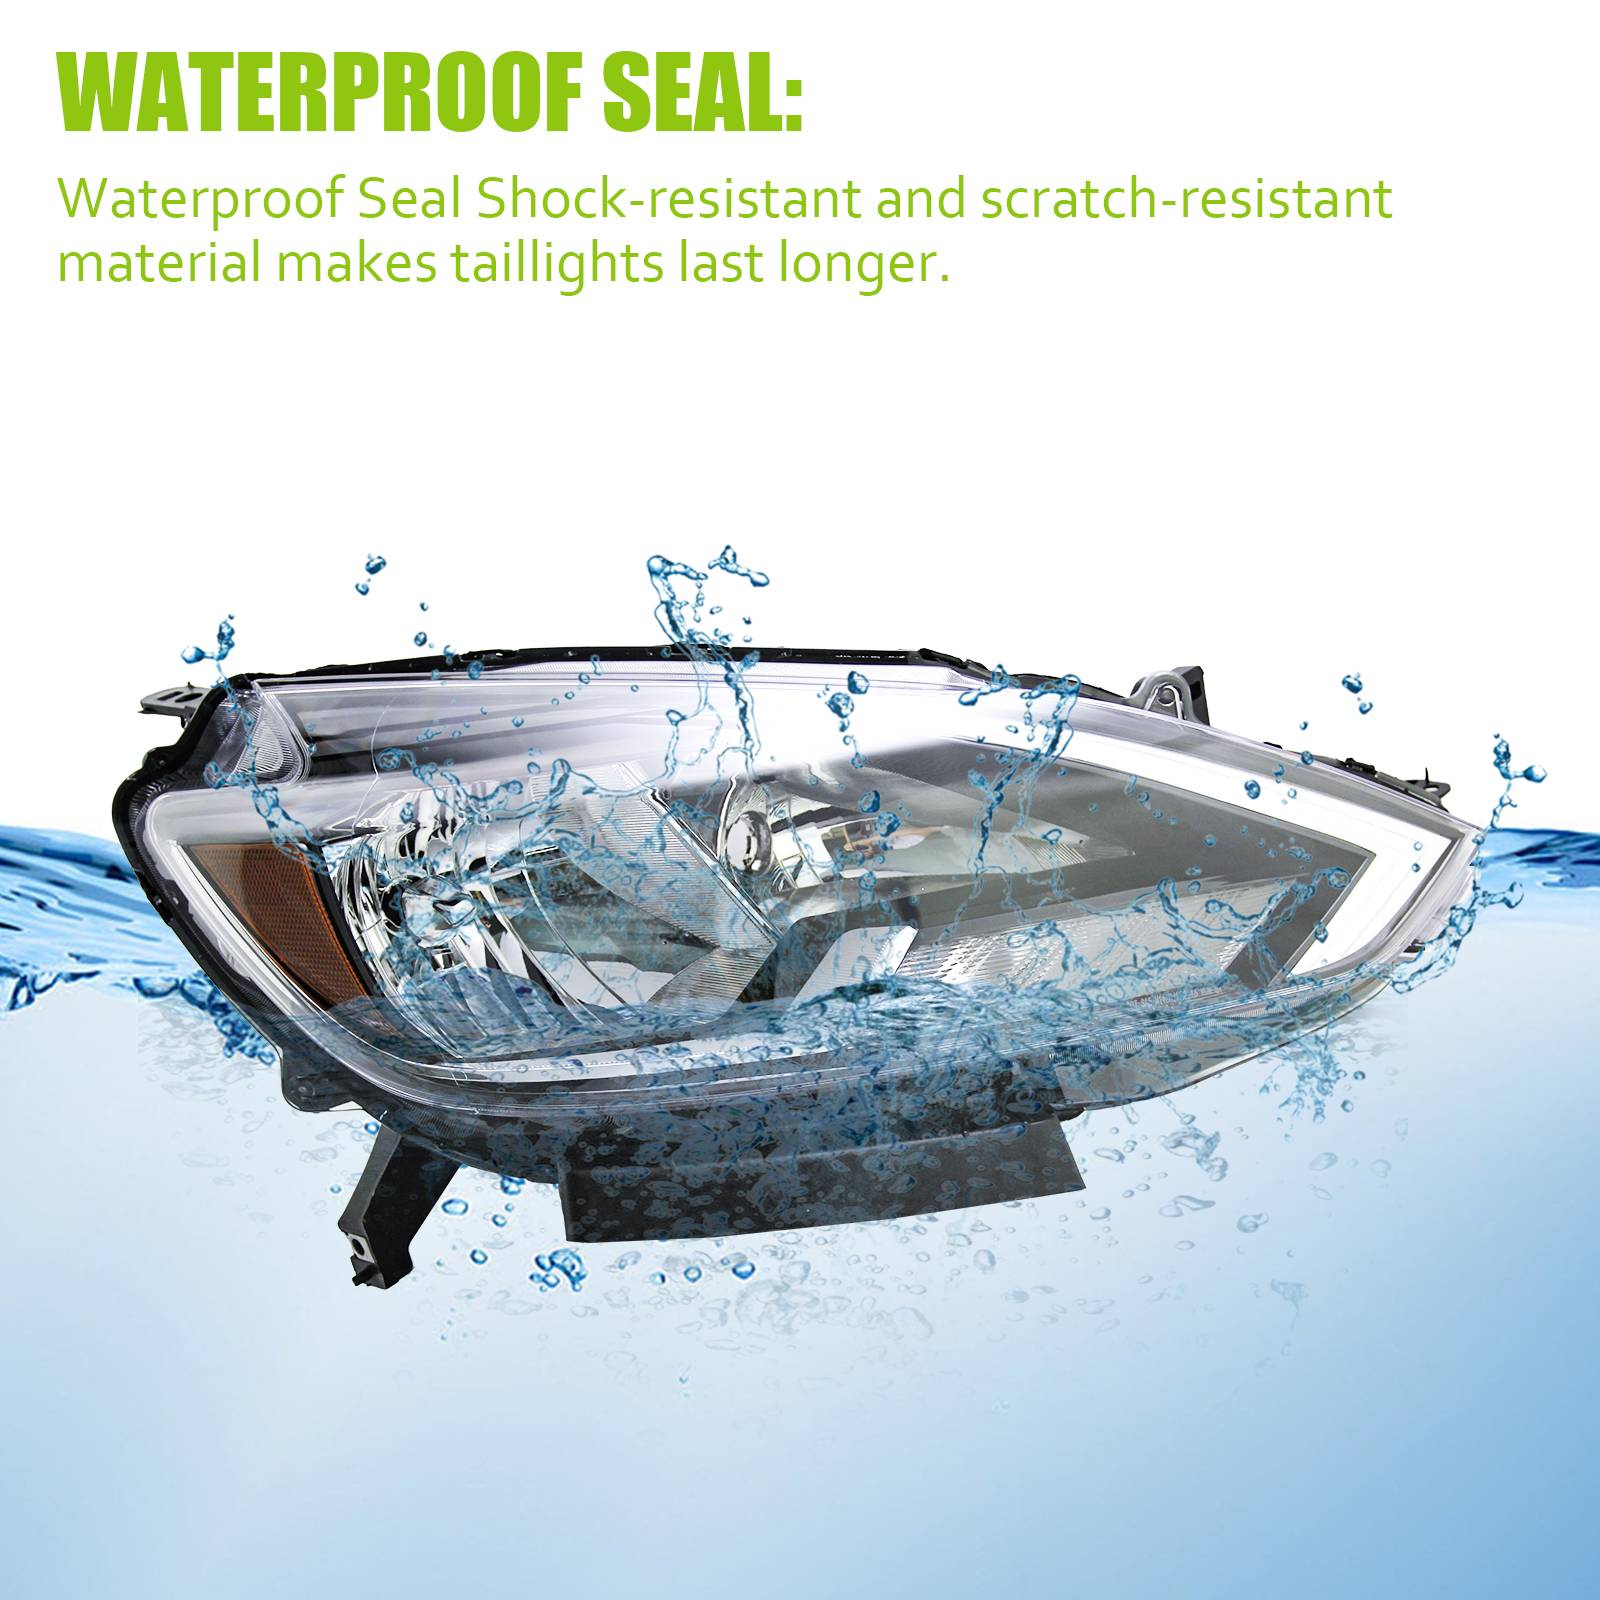 WATERPROOF SEAL:
Waterproof Seal Shock-resistant and scratch-resistant
material makes taillights last longer.